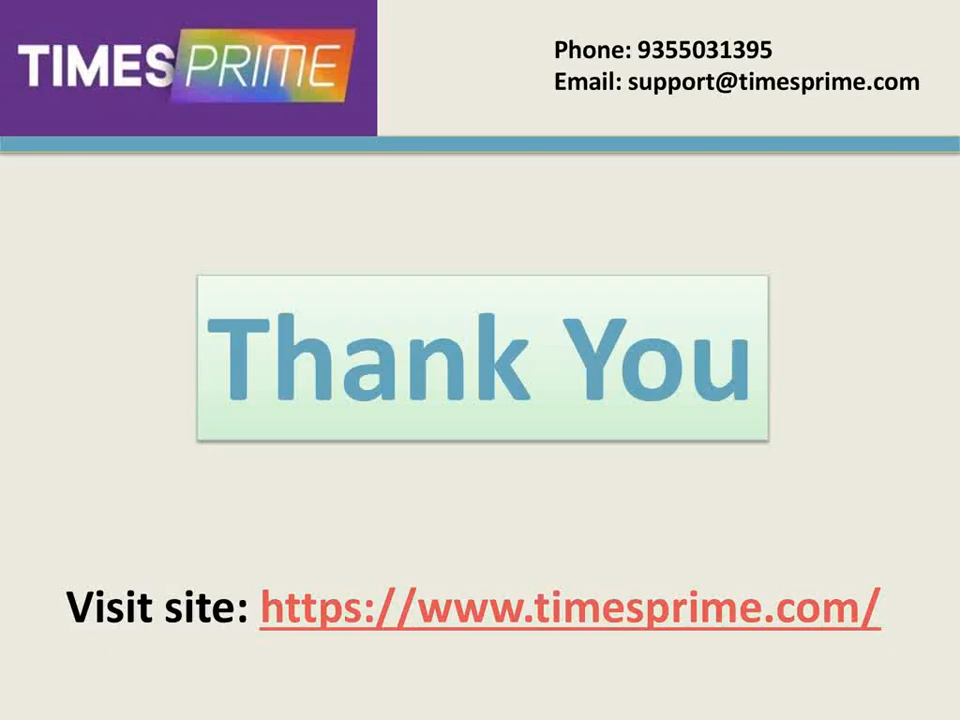 TIMES PRIME
Phone: 9355031395
Email: support@timesprime.com
Thank You
Visit site: https://www.timesprime.com/